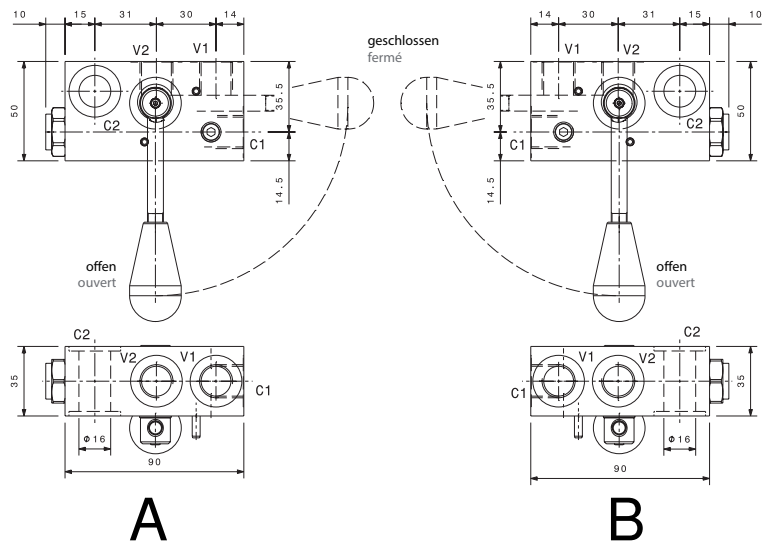 10 15 31 30 14
14 30 31 15 10
V2 V1
V1 V2
geschlossen
fermé
50
35.5
35.5
50
C2
C2
C1
C1
14.5
14.5
offen
ouvert
offen
ouvert
C2
C2
V2 V1
V1 V2
35
35
C1
C1
Φ16
Φ16
90
90
A
B